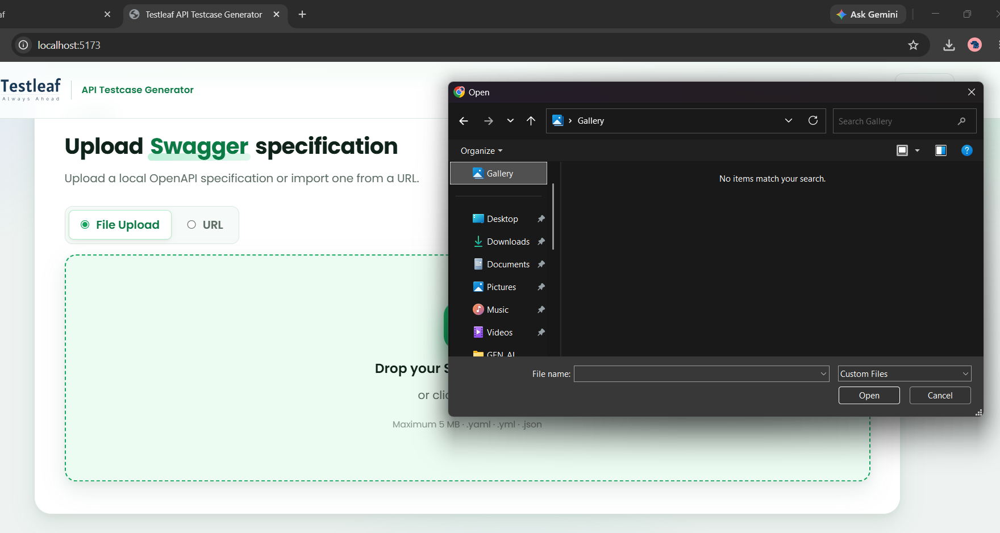 af
Testleaf API Testcase Generator
Ask Gemini
localhost:5173
Testleaf
Always Ahead
API Testcase Generator
Upload Swagger specification
Upload a local OpenAPI specification or import one from a URL.
File Upload
URL
Drop your
or
Maximum 5 MB · .yaml · .yml · .json
Open
Gallery
Search Gallery
Organize
Gallery
No items match your search.
Desktop
Downloads
Documents
Pictures
Music
Videos
GEN_AI
File name:
Custom Files
Open
Cancel